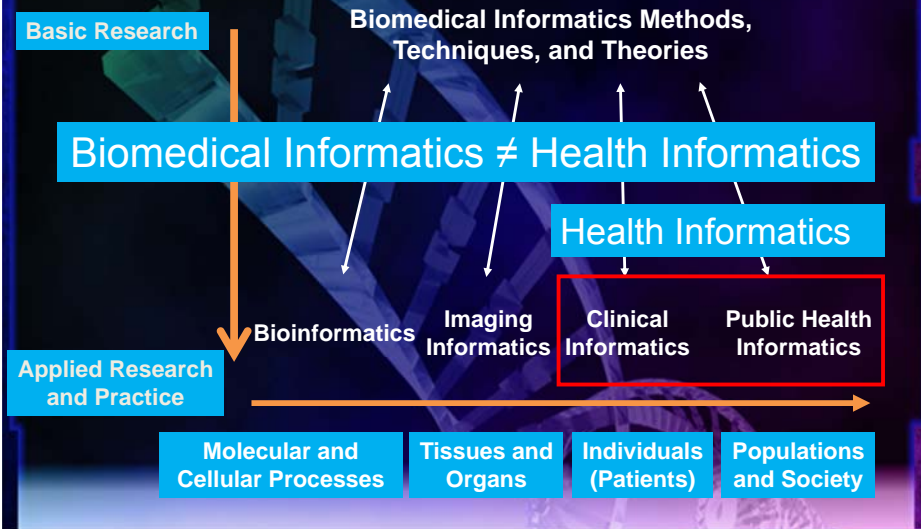 Basic Research
Biomedical Informatics Methods,
Techniques, and Theories
Biomedical Informatics ≠ Health Informatics
Health Informatics
Bioinformatics
Imaging
Informatics
Clinical
Informatics
Public Health
Informatics
Applied Research
and Practice
Molecular and
Cellular Processes
Tissues and
Organs
Individuals
(Patients)
Populations
and Society